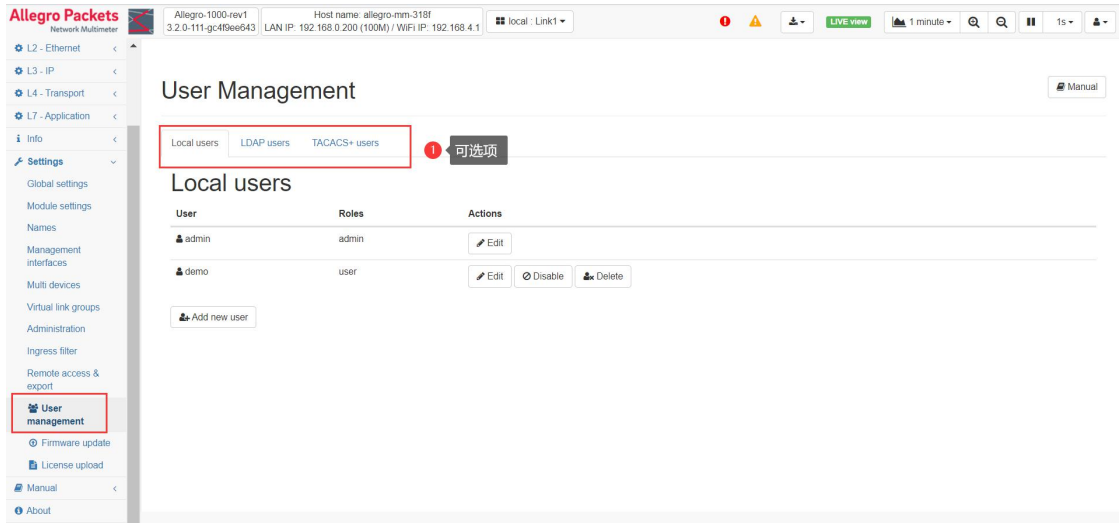 Allegro Packets
Network Multimeter
Allegro-1000-rev1
3.2.0-111-gc4f9ee643
Host name: allegro-mm-318f
LAN IP: 192.168.0.200 (100M) / WiFi IP: 192.168.4.1
local : Link1
LIVE view
1 minute
1s
L2 - Ethernet
L3 - IP
L4 - Transport
L7 - Application
Info
Settings
Global settings
Module settings
Names
Management
interfaces
Multi devices
Virtual link groups
Administration
Ingress filter
Remote access &
export
User
management
Firmware update
License upload
Manual
About
User Management
Manual
Local users
LDAP users
TACACS+ users
1 可选项
Local users
User Roles Actions
admin admin Edit
demo user Edit Disable Delete
Add new user